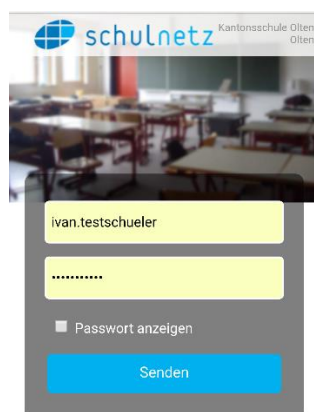 schulnetz
Kantonsschule Olten
Olten
ivan.testschueler
...........
Passwort anzeigen
Senden